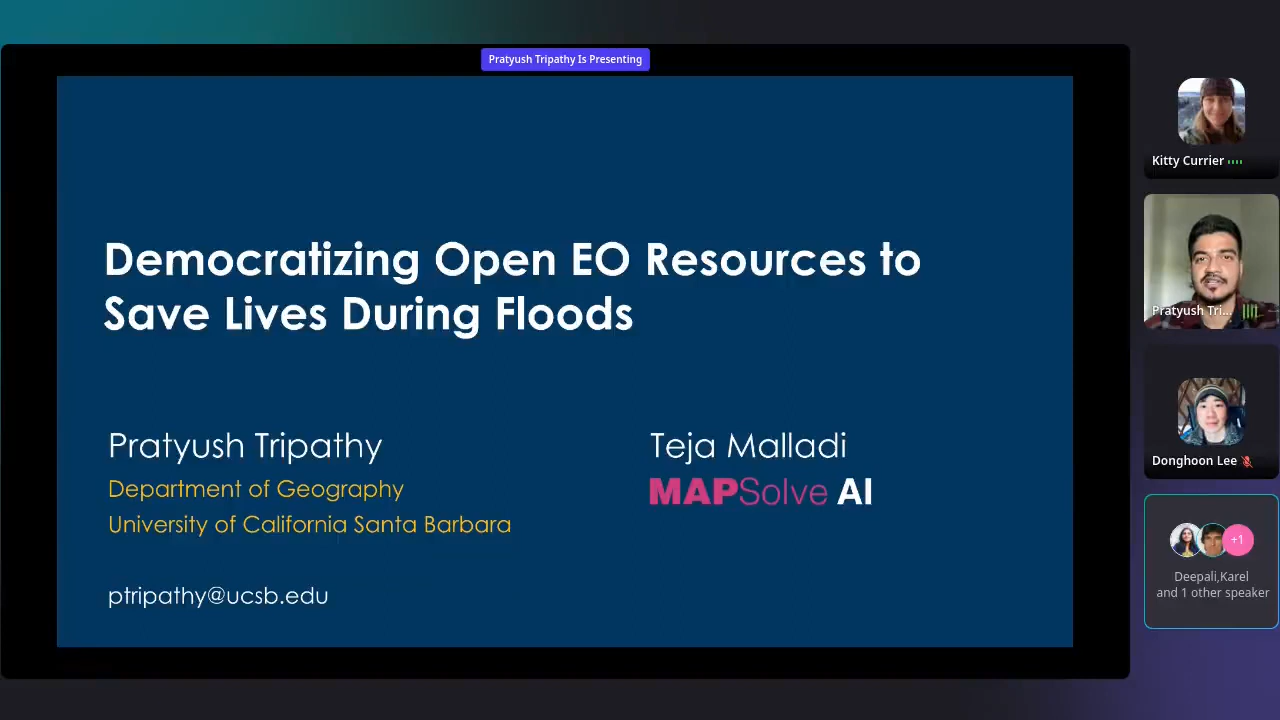 Pratyush Tripathy Is Presenting
Democratizing Open EO Resources to
Save Lives During Floods
Pratyush Tripathy
Department of Geography
University of California Santa Barbara
ptripathy@ucsb.edu
Teja Malladi
MAPSolve AI
Kitty Currier
Pratyush Tri...
Donghoon Lee
+1
Deepali,Karel
and 1 other speaker